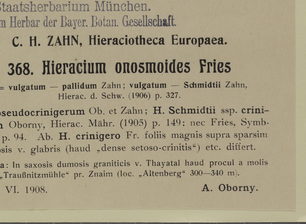 Staatsherbarium München.
m Herbar der Bayer. Botan. Gesellschaft.
C. H. ZAHN, Hieraciotheca Europaea.
368. Hieracium onosmoides Fries
= vulgatum — pallidum Zahn; vulgatum — Schmidtii Zahn,
Hierac. d. Schw. (1906) p. 327.
pseudocrinigerum Ob. et Zahn; H. Schmidtii ssp. crini-
n Oborny, Hierac. Mähr. (1905) p. 149; nec Fries, Symb-
p. 94. Ab. H. crinigero Fr. foliis magnis supra sparsim
osis v. glabris (haud „dense setoso-crinitis") etc. differt.
a: In saxosis dumosis graniticis v. Thayatal haud procul a molis
„Traußnitzmühle" pr. Znaim (loc. „Altenberg" 300—340 m).
VI. 1908.
A. Oborny.